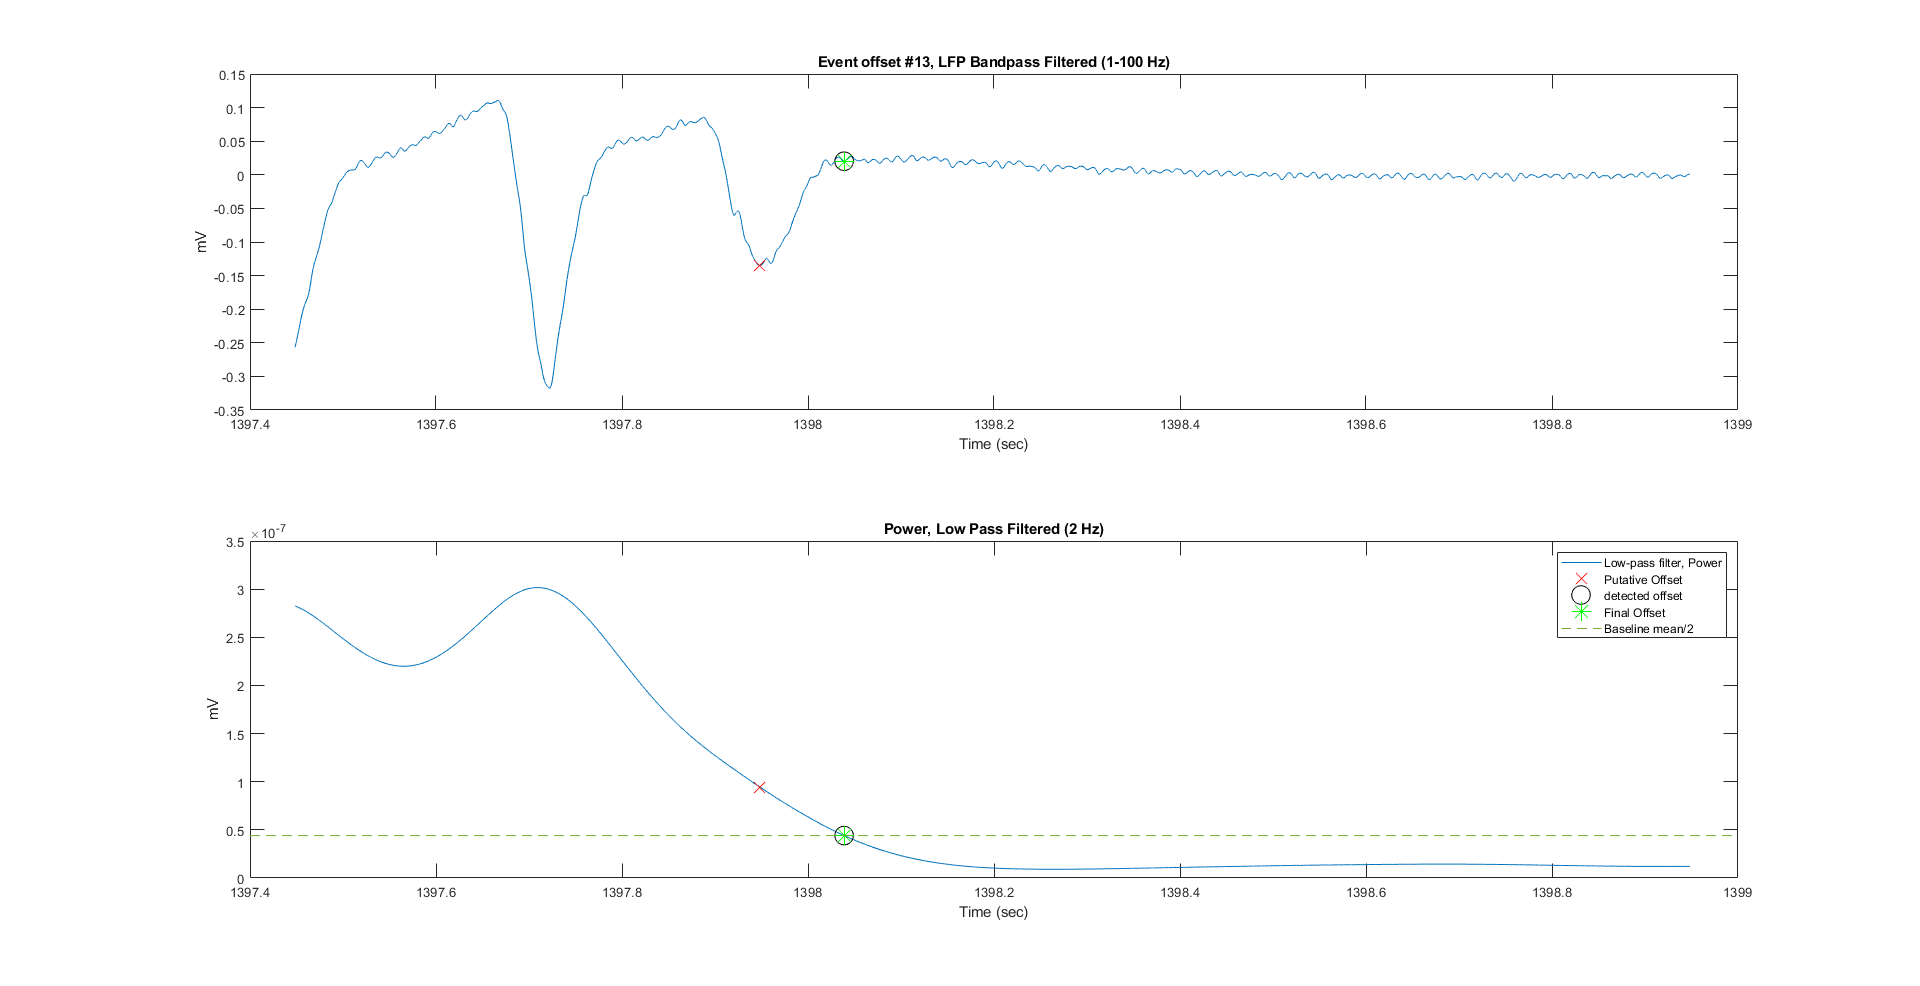 Event offset #13, LFP Bandpass Filtered (1-100 Hz)
0.15
0.1
0.05
0
-0.05
-0.1
-0.15
-0.2
-0.25
-0.3
-0.35
mV
1397.4 1397.6 1397.8 1398 1398.2 1398.4 1398.6 1398.8 1399
Time (sec)
Power, Low Pass Filtered (2 Hz)
×10-7
3.5
3
2.5
2
1.5
1
0.5
0
mV
Low-pass filter, Power
Putative Offset
detected offset
Final Offset
Baseline mean/2
1397.4 1397.6 1397.8 1398 1398.2 1398.4 1398.6 1398.8 1399
Time (sec)